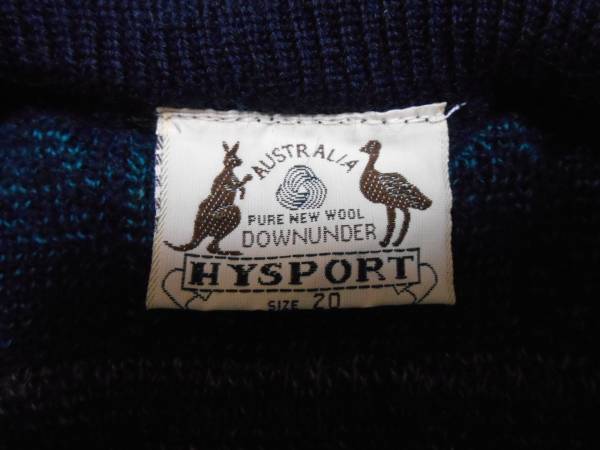 AUSTRALIA
PURE NEW WOOL
DOWNUNDER
HYSPORT
SIZE 20